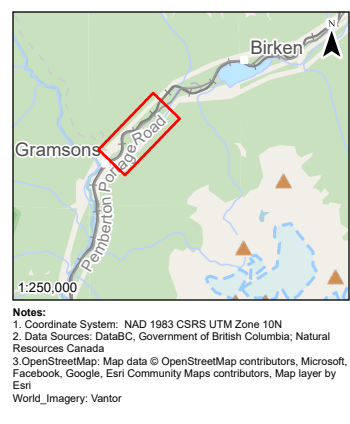 N
Birken
Gramsons
Pemberton Portage Road
1:250,000
Notes:
1. Coordinate System:  NAD 1983 CSRS UTM Zone 10N
2. Data Sources: DataBC, Government of British Columbia; Natural
Resources Canada
3.OpenStreetMap: Map data © OpenStreetMap contributors, Microsoft,
Facebook, Google, Esri Community Maps contributors, Map layer by
Esri
World_Imagery: Vantor